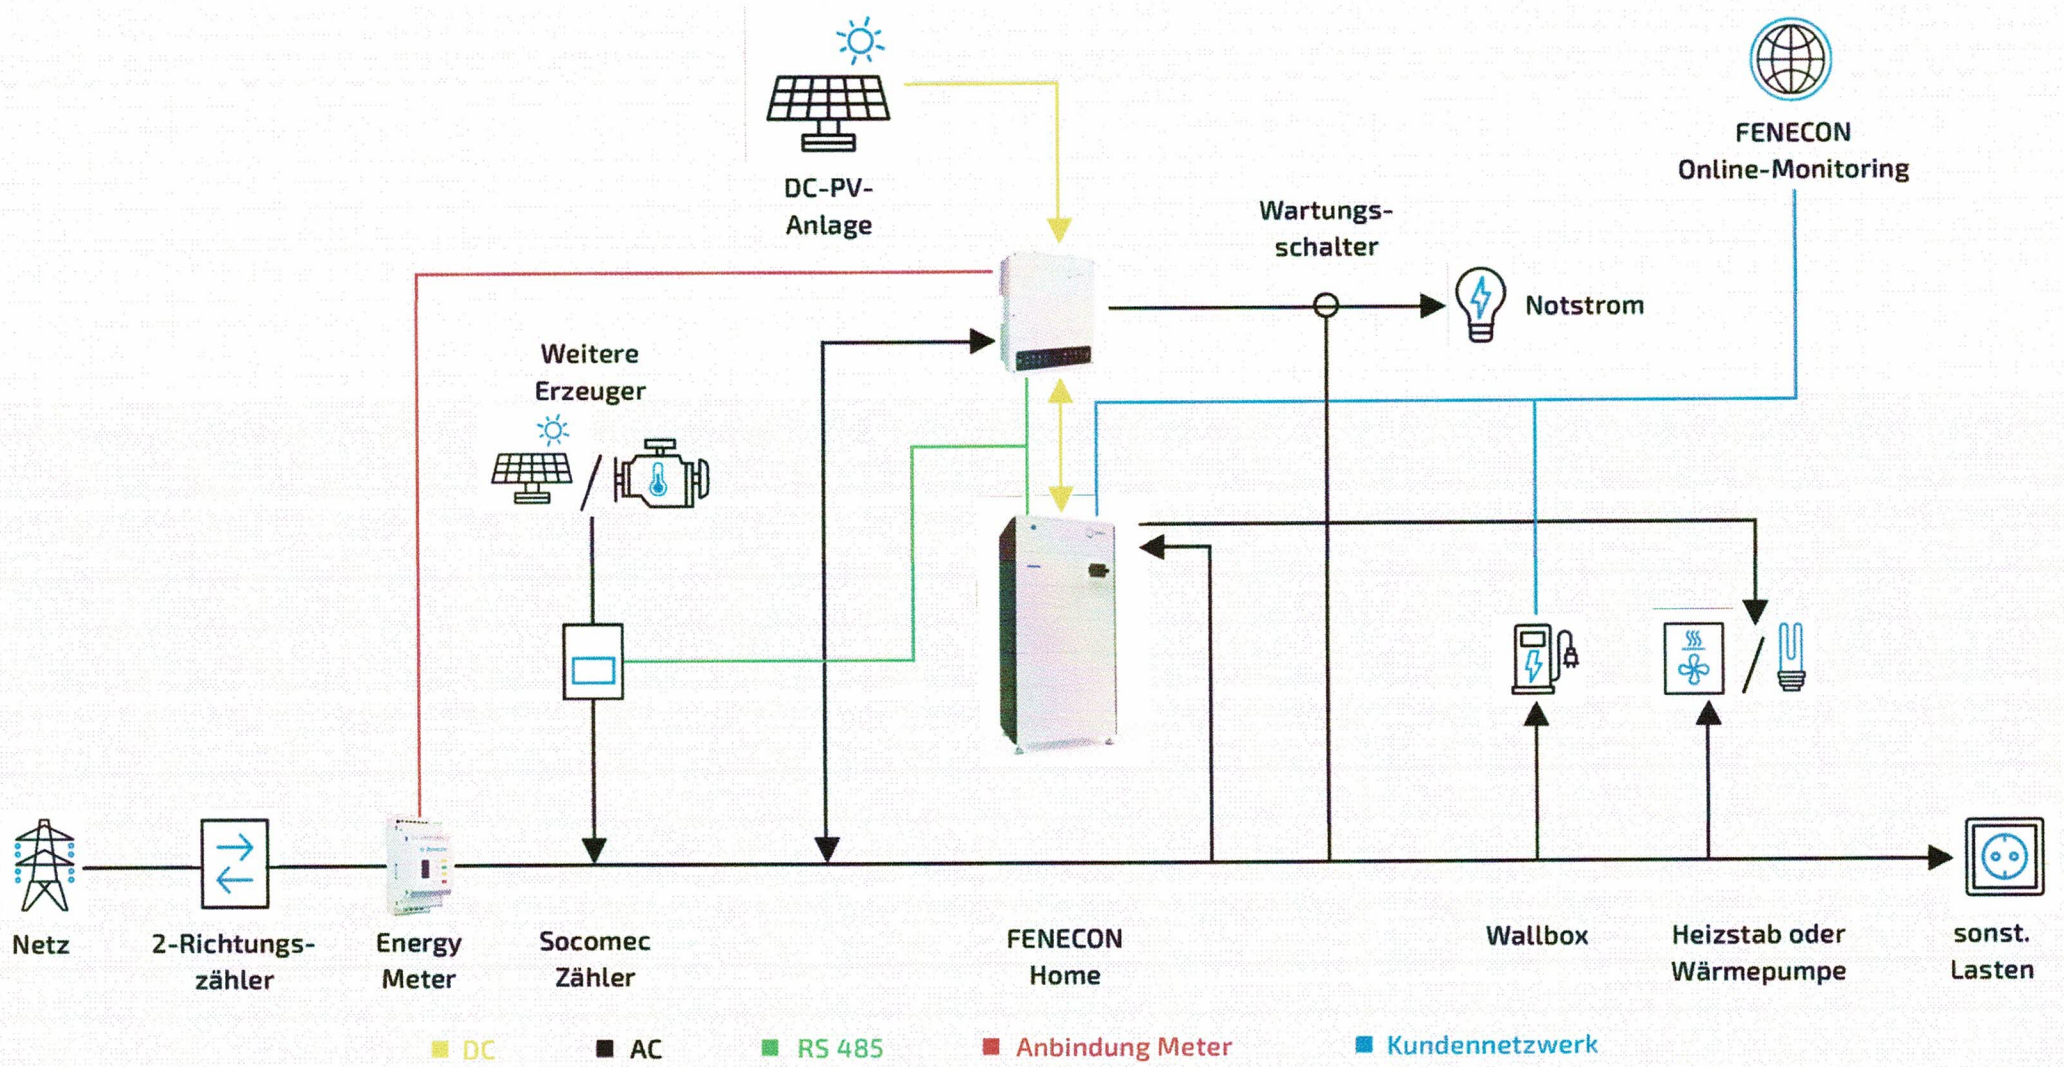 FENECON
Online-Monitoring
DC-PV-
Anlage
Wartungs-
schalter
Notstrom
Weitere
Erzeuger
Netz
2-Richtungs-
zähler
Energy
Meter
Socomec
Zähler
FENECON
Home
Wallbox
Heizstab oder
Wärmepumpe
sonst.
Lasten
DC
AC
RS 485
Anbindung Meter
Kundennetzwerk